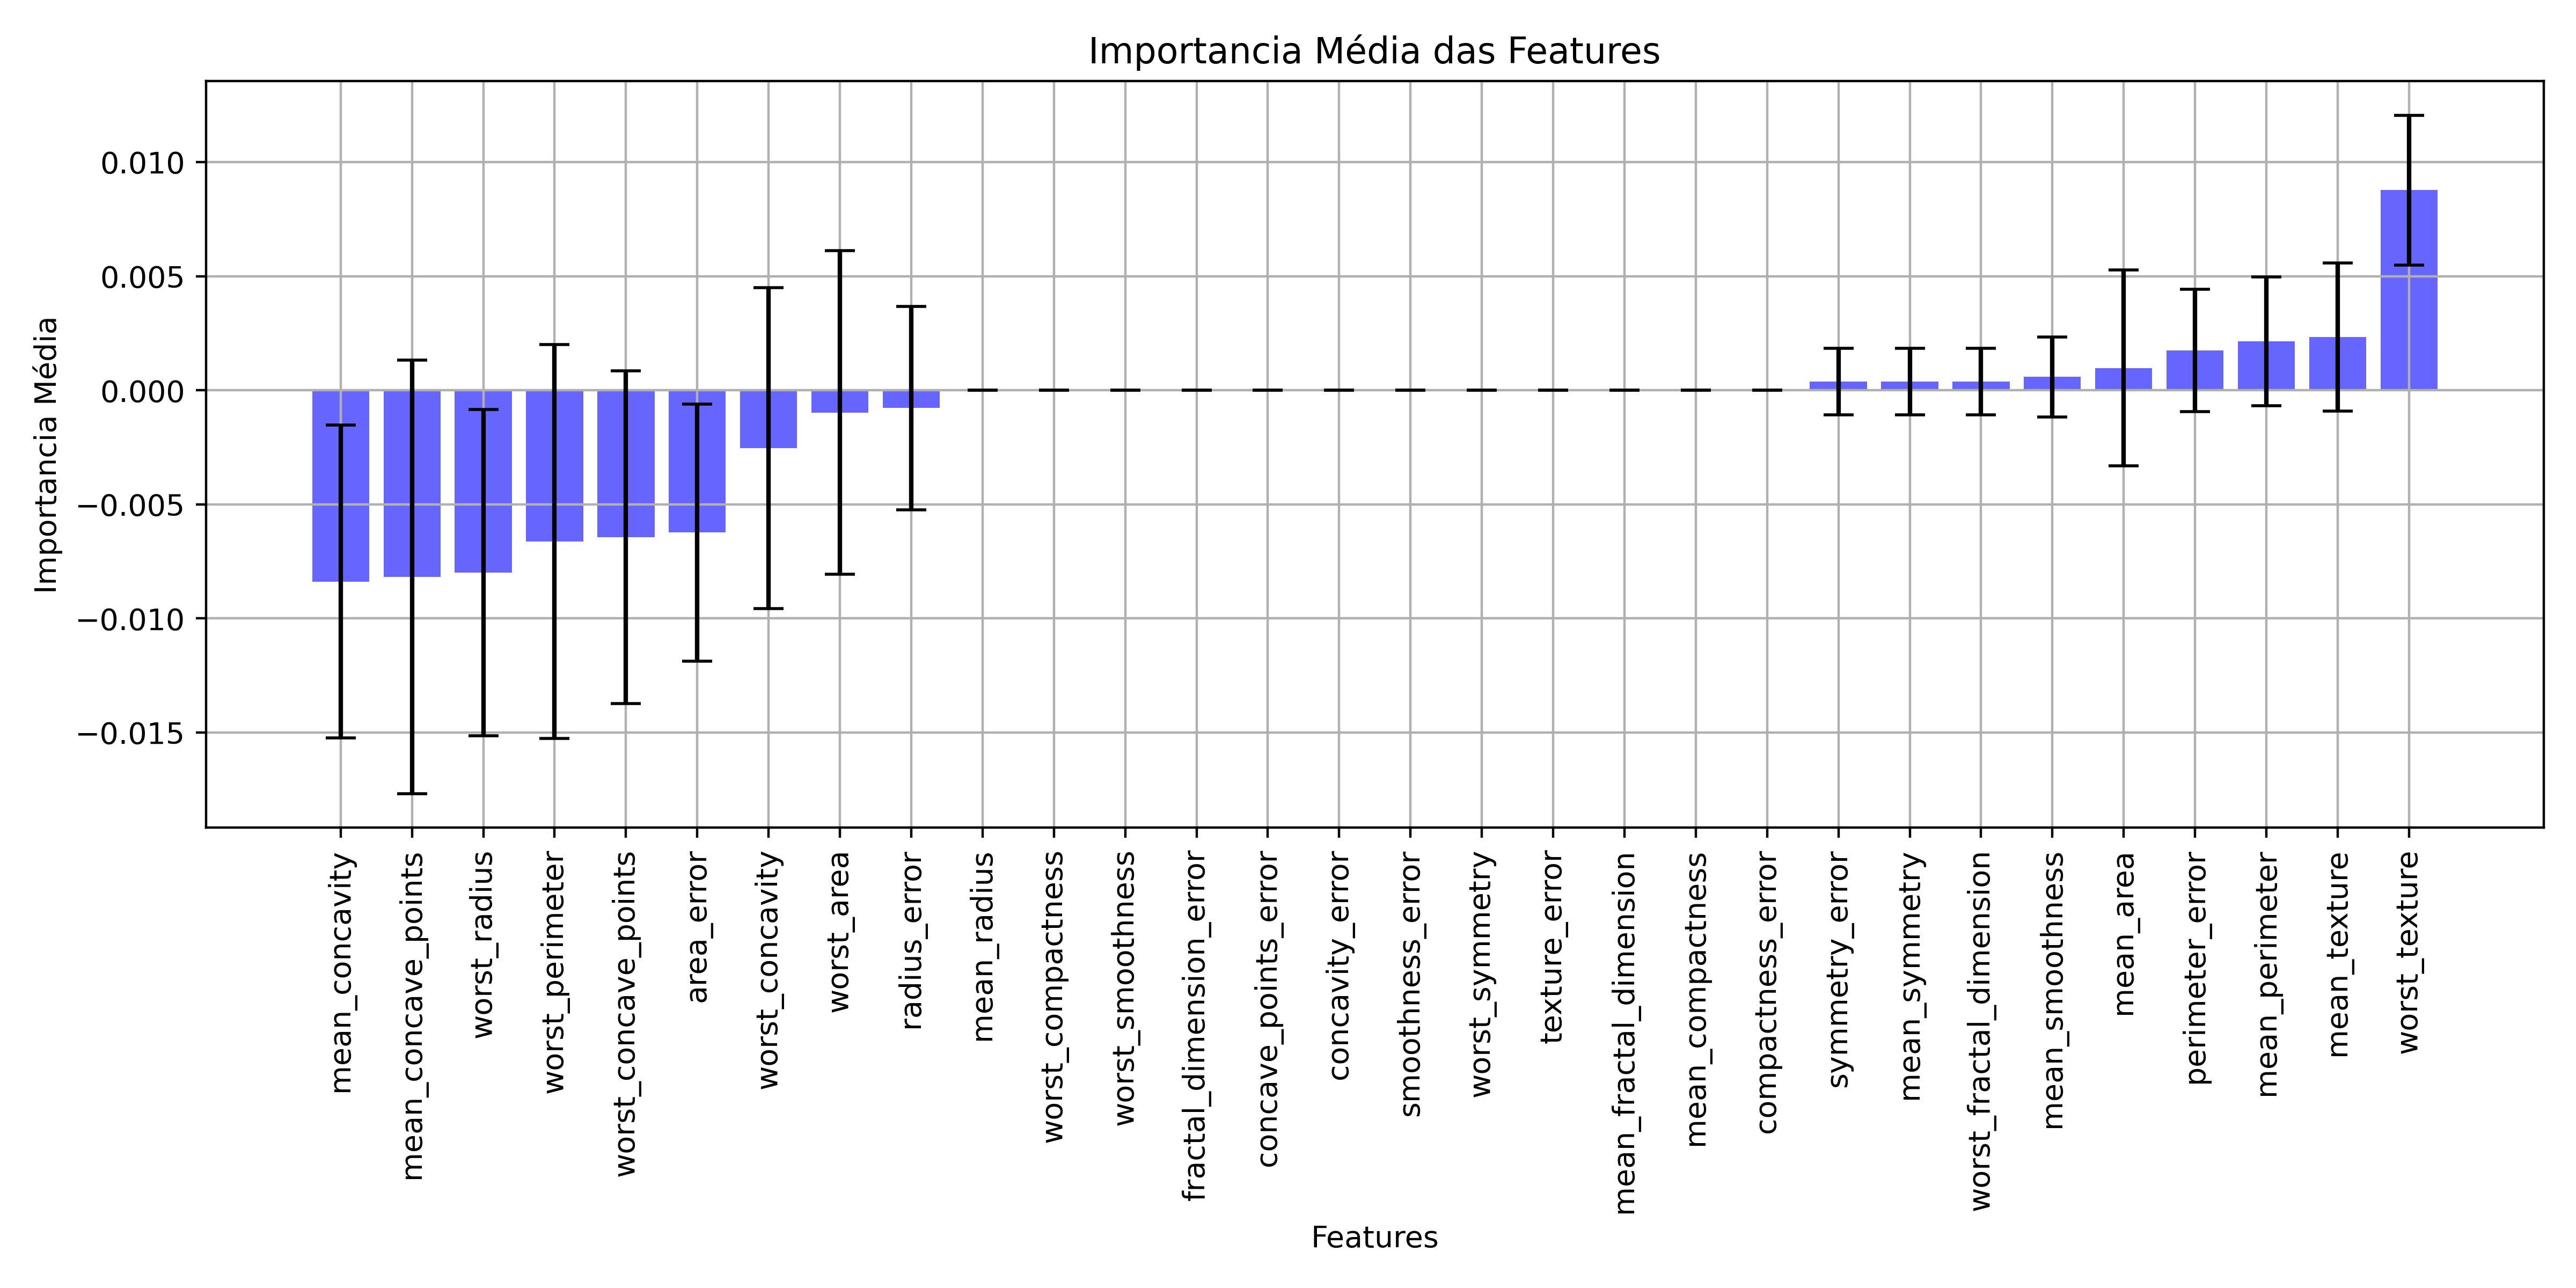 Importancia Média das Features
Importancia Média
0.010
0.005
0.000
−0.005
−0.010
−0.015
mean_concavity
mean_concave_points
worst_radius
worst_perimeter
worst_concave_points
area_error
worst_concavity
worst_area
radius_error
mean_radius
worst_compactness
worst_smoothness
fractal_dimension_error
concave_points_error
concavity_error
smoothness_error
worst_symmetry
texture_error
mean_fractal_dimension
mean_compactness
compactness_error
symmetry_error
mean_symmetry
worst_fractal_dimension
mean_smoothness
mean_area
perimeter_error
mean_perimeter
mean_texture
worst_texture
Features